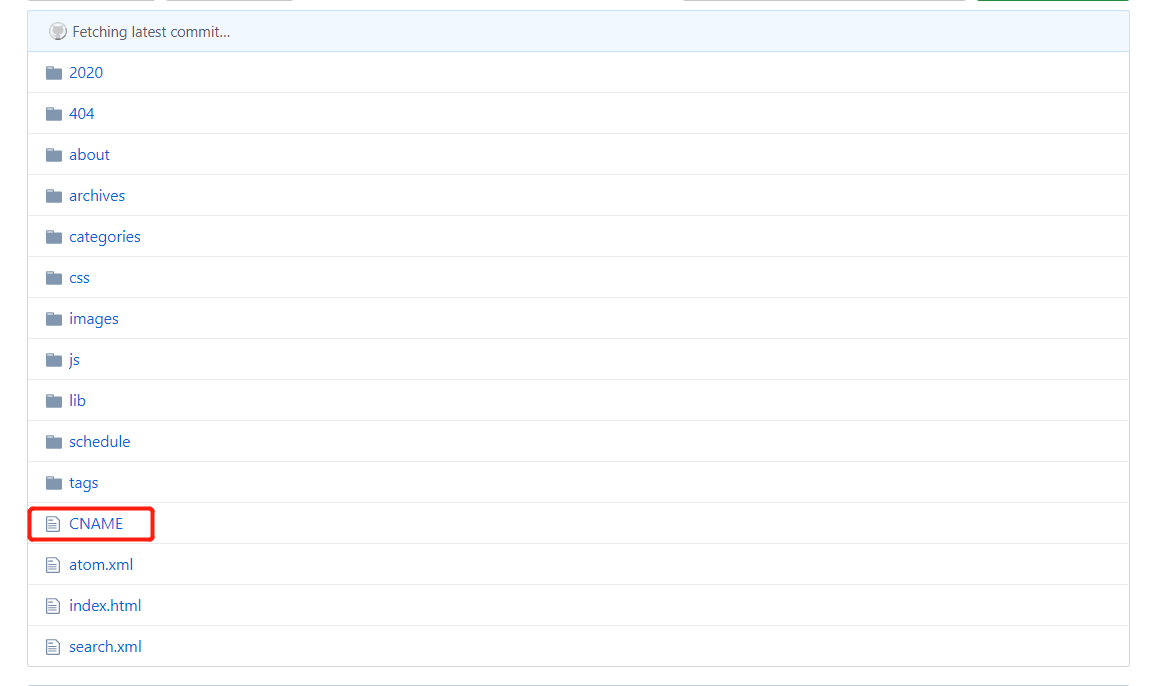 Fetching latest commit...
2020
404
about
archives
categories
css
images
js
lib
schedule
tags
CNAME
atom.xml
index.html
search.xml